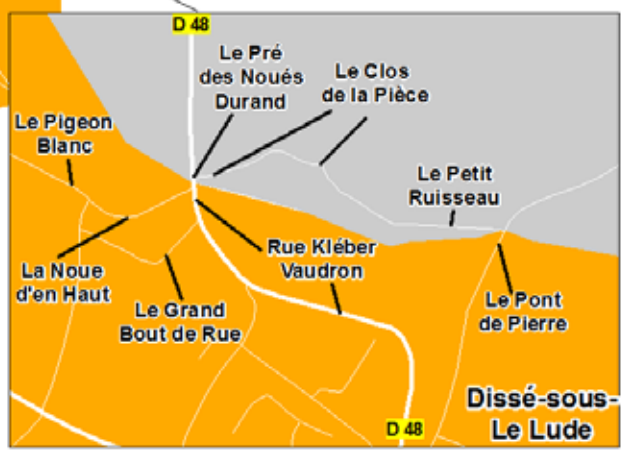 D 48
Le Pré
des Noués
Durand
Le Clos
de la Pièce
Le Pigeon
Blanc
Le Petit
Ruisseau
Rue Kléber
Vaudron
La Noue
d'en Haut
Le Grand
Bout de Rue
Le Pont
de Pierre
Dissé-sous-
Le Lude
D 48